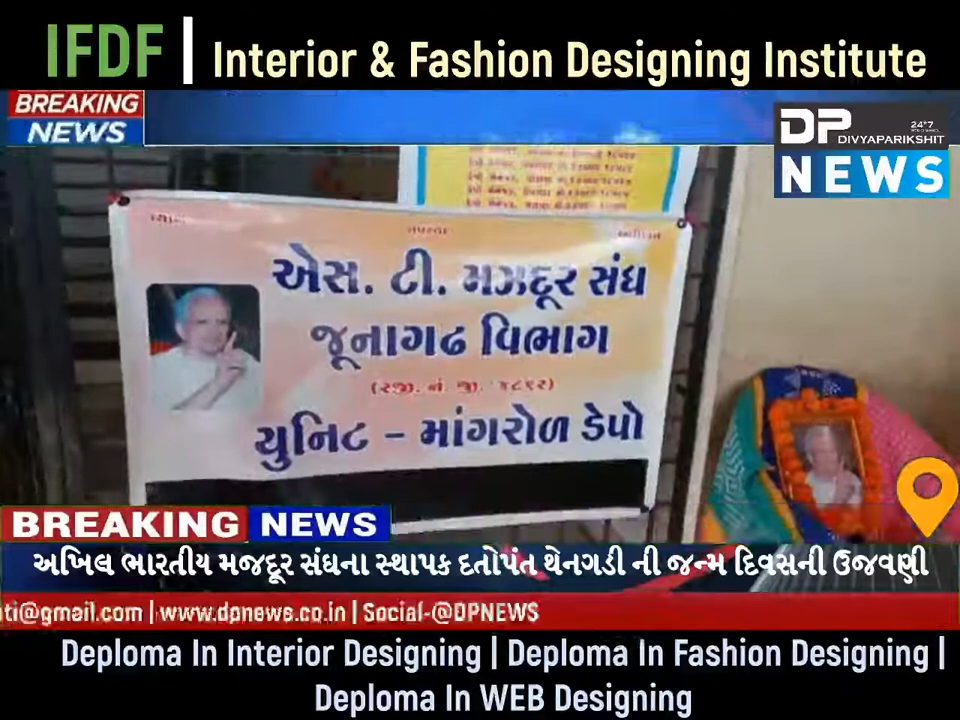 IFDF | Interior & Fashion Designing Institute
BREAKING
NEWS
DP
24*7
DIVYAPARIKSHIT
NEWS
એસ. ટી. મઝદૂર સંઘ
જૂનાગઢ વિભાગ
યુનિટ - માંગરોળ ડેપો
BREAKING NEWS
અખિલ ભારતીય મજદૂર સંઘના સ્થાપક દતોપંત થેનગડી ની જન્મ દિવસની ઉજવણી
ti@gmail.com | www.dpnews.co.in | Social-@DPNEWS
Deploma In Interior Designing | Deploma In Fashion Designing |
Deploma In WEB Designing